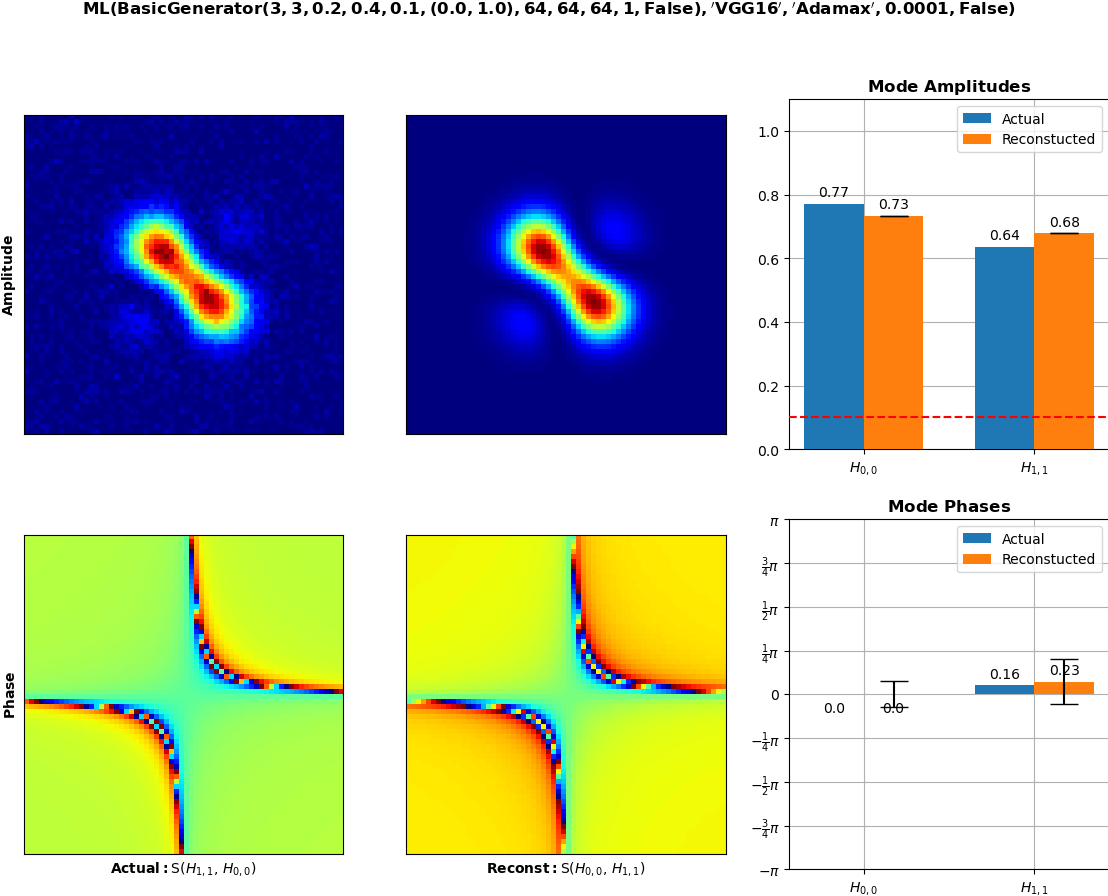 ML(BasicGenerator(3, 3, 0.2, 0.4, 0.1, (0.0, 1.0), 64, 64, 64, 1, False), ′VGG16′, ′Adamax′, 0.0001, False)
Amplitude
Mode Amplitudes
Actual
Reconstucted
1.0
0.8
0.6
0.4
0.2
0.0
0.77
0.73
0.64
0.68
H0,0
H1,1
Phase
Actual: S(H1,1, H0,0)
Reconst: S(H0,0, H1,1)
Mode Phases
Actual
Reconstucted
π
3/4π
1/2π
1/4π
0
−1/4π
−1/2π
−3/4π
−π
0.0
0.0
0.16
0.23
H0,0
H1,1